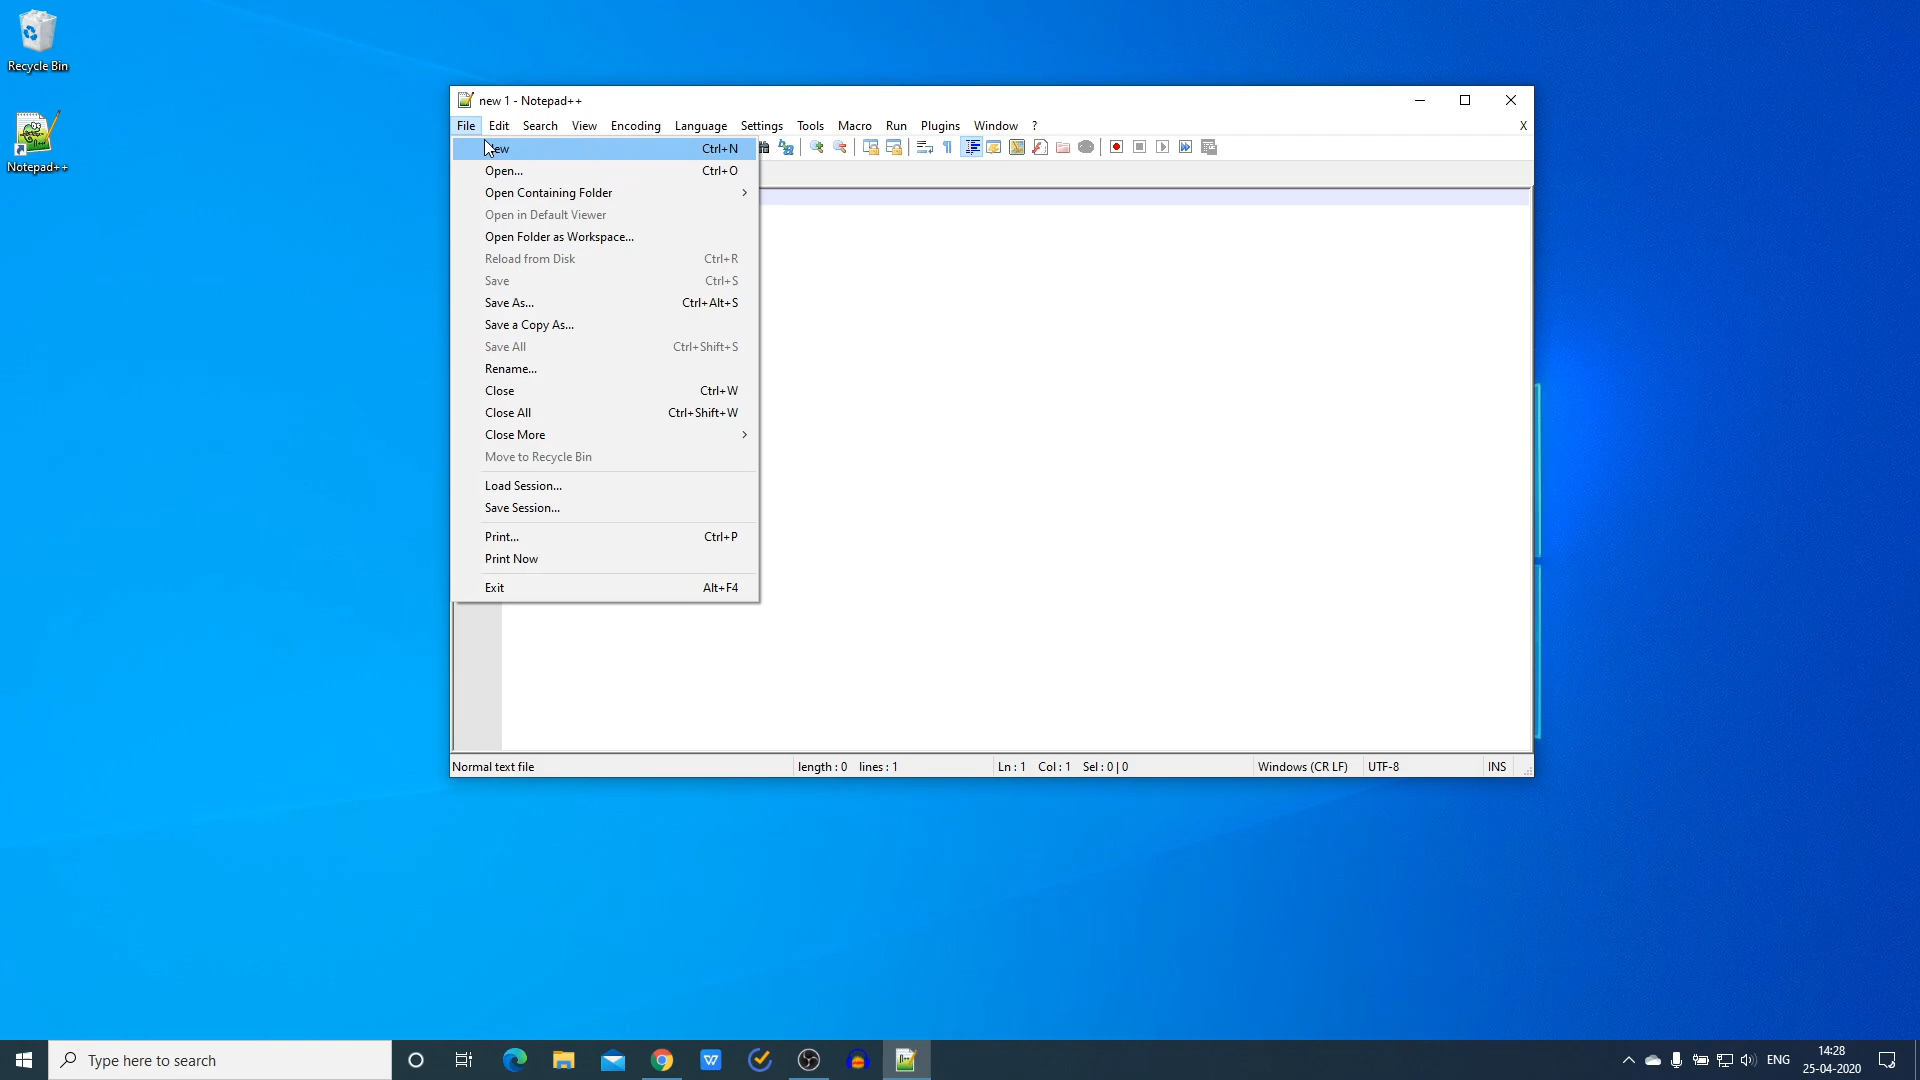 Recycle Bin
Notepad++
new 1 - Notepad++
File Edit Search View Encoding Language Settings Tools Macro Run Plugins Window ? X
Ctrl+N
Open... Ctrl+O
Open Containing Folder
Open in Default Viewer
Open Folder as Workspace...
Reload from Disk Ctrl+R
Save Ctrl+S
Save As... Ctrl+Alt+S
Save a Copy As...
Save All Ctrl+Shift+S
Rename...
Close Ctrl+W
Close All Ctrl+Shift+W
Close More
Move to Recycle Bin
Load Session...
Save Session...
Print... Ctrl+P
Print Now
Exit Alt+F4
Normal text file length : 0 lines : 1 Ln : 1 Col : 1 Sel : 0 | 0 Windows (CR LF) UTF-8 INS
Type here to search
ENG
14:28
25-04-2020